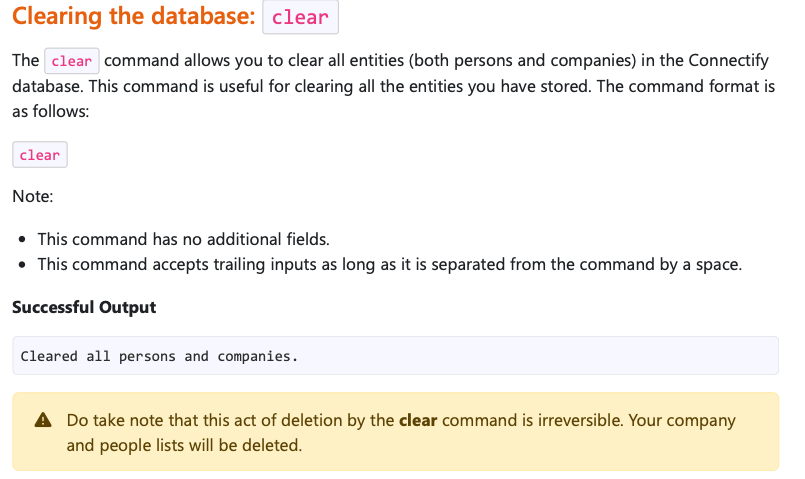 Clearing the database: clear
The clear command allows you to clear all entities (both persons and companies) in the Connectify
database. This command is useful for clearing all the entities you have stored. The command format is
as follows:
clear
Note:
• This command has no additional fields.
• This command accepts trailing inputs as long as it is separated from the command by a space.
Successful Output
Cleared all persons and companies.
Do take note that this act of deletion by the clear command is irreversible. Your company
and people lists will be deleted.